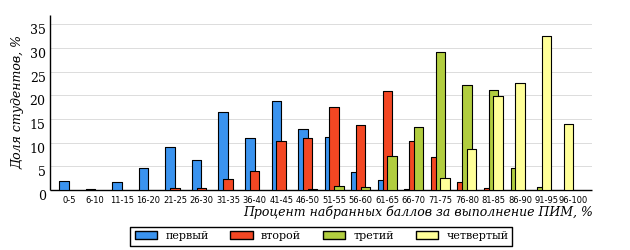 Доля студентов, %
35
30
25
20
15
10
5
0
0-5 6-10 11-15 16-20 21-25 26-30 31-35 36-40 41-45 46-50 51-55 56-60 61-65 66-70 71-75 76-80 81-85 86-90 91-95 96-100
Процент набранных баллов за выполнение ПИМ, %
первый второй третий четвертый